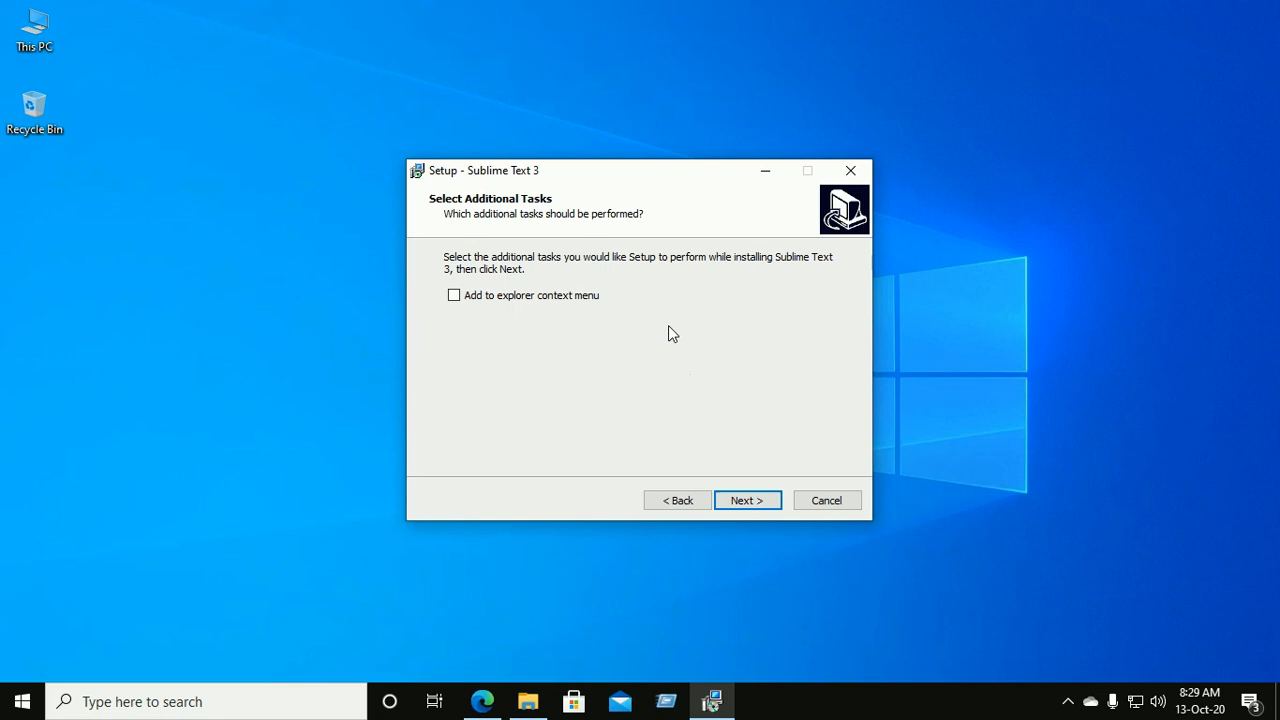 This PC
Recycle Bin
Setup - Sublime Text 3
Select Additional Tasks
Which additional tasks should be performed?
Select the additional tasks you would like Setup to perform while installing Sublime Text
3, then click Next.
Add to explorer context menu
< Back
Next >
Cancel
Type here to search
8:29 AM
13-Oct-20
3